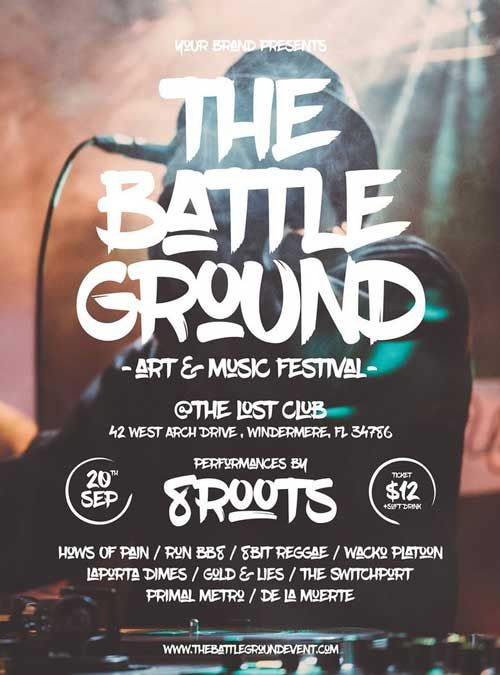 YOUR BRAND PRESENTS
THE
BATTLE
GROUND
- ART & MUSIC FESTIVAL -
@THE LOST CLUB
42 WEST ARCH DRIVE , WINDERMERE, FL 34786
20TH
SEP
PERFORMANCES BY
8ROOTS
TICKET
$12
+SOFT DRINK
HOWS OF PAIN / RON BB8 / 8BIT REGGAE / WACKO PLATOON
LAPORTA DIMES / GOLD & LIES / THE SWITCHPORT
PRIMAL METRO / DE LA MUERTE
WWW.THEBATTLEGROUNDEVENT.COM